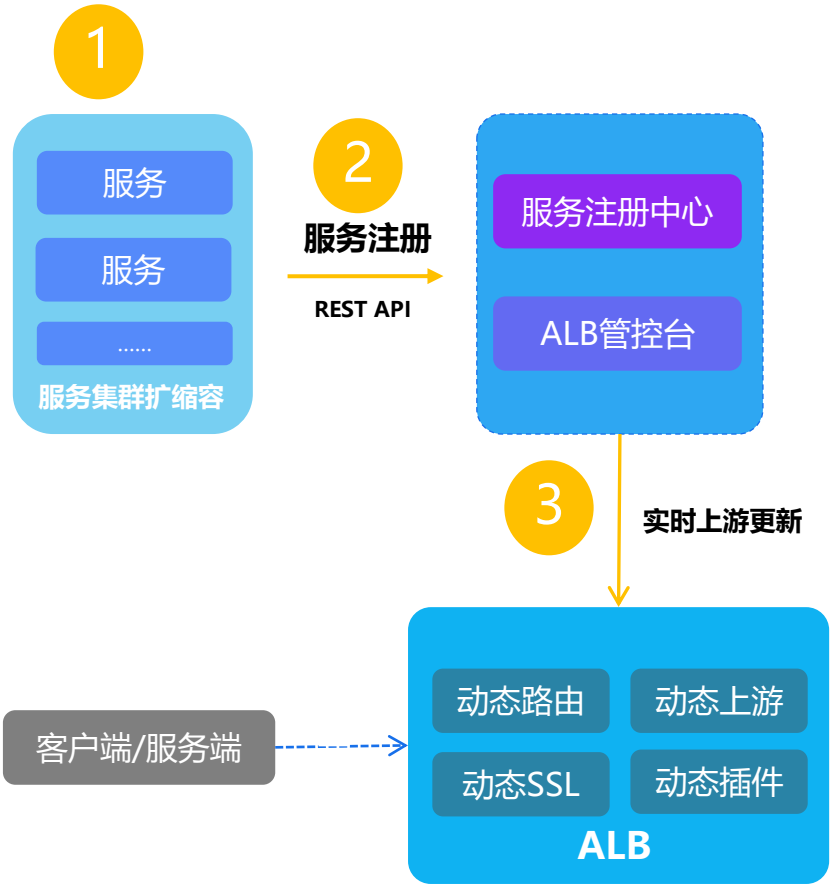 1
服务
服务
......
服务集群扩缩容
2
服务注册
REST API
服务注册中心
ALB管控台
3
实时上游更新
客户端/服务端
动态路由
动态上游
动态SSL
动态插件
ALB